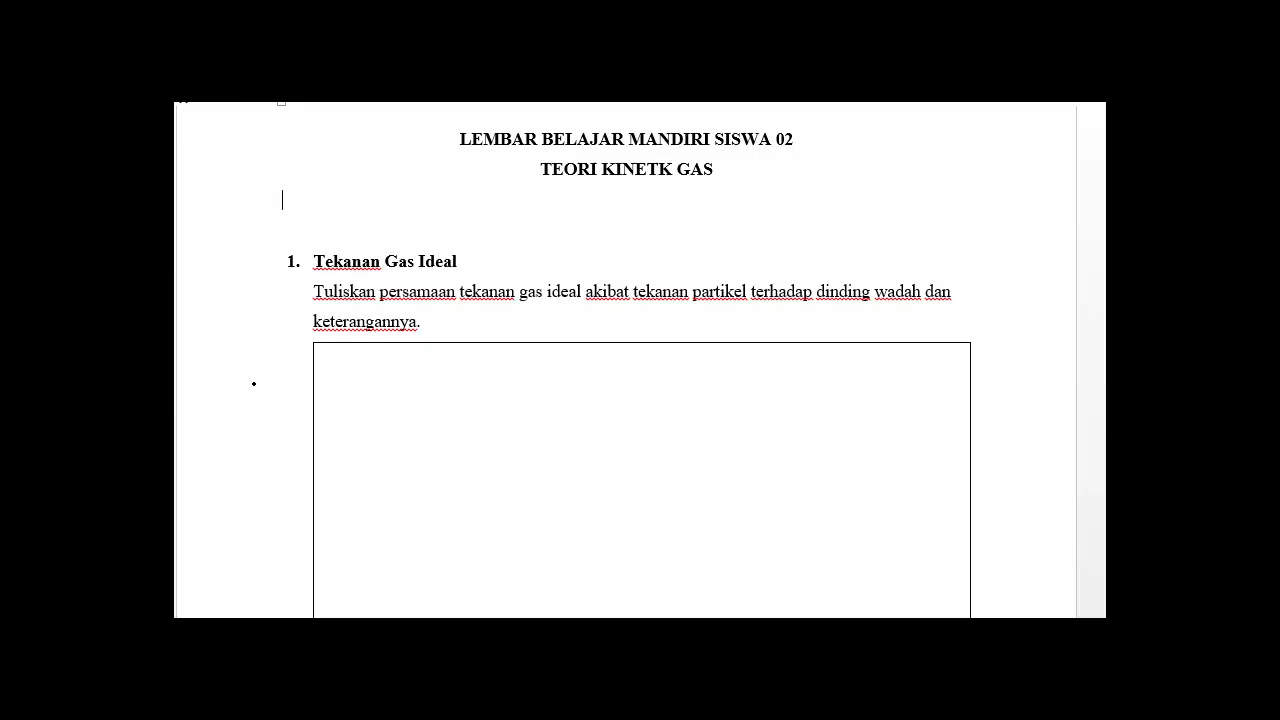 LEMBAR BELAJAR MANDIRI SISWA 02
TEORI KINETK GAS
1. Tekanan Gas Ideal
Tuliskan persamaan tekanan gas ideal akibat tekanan partikel terhadap dinding wadah dan
keterangannya.